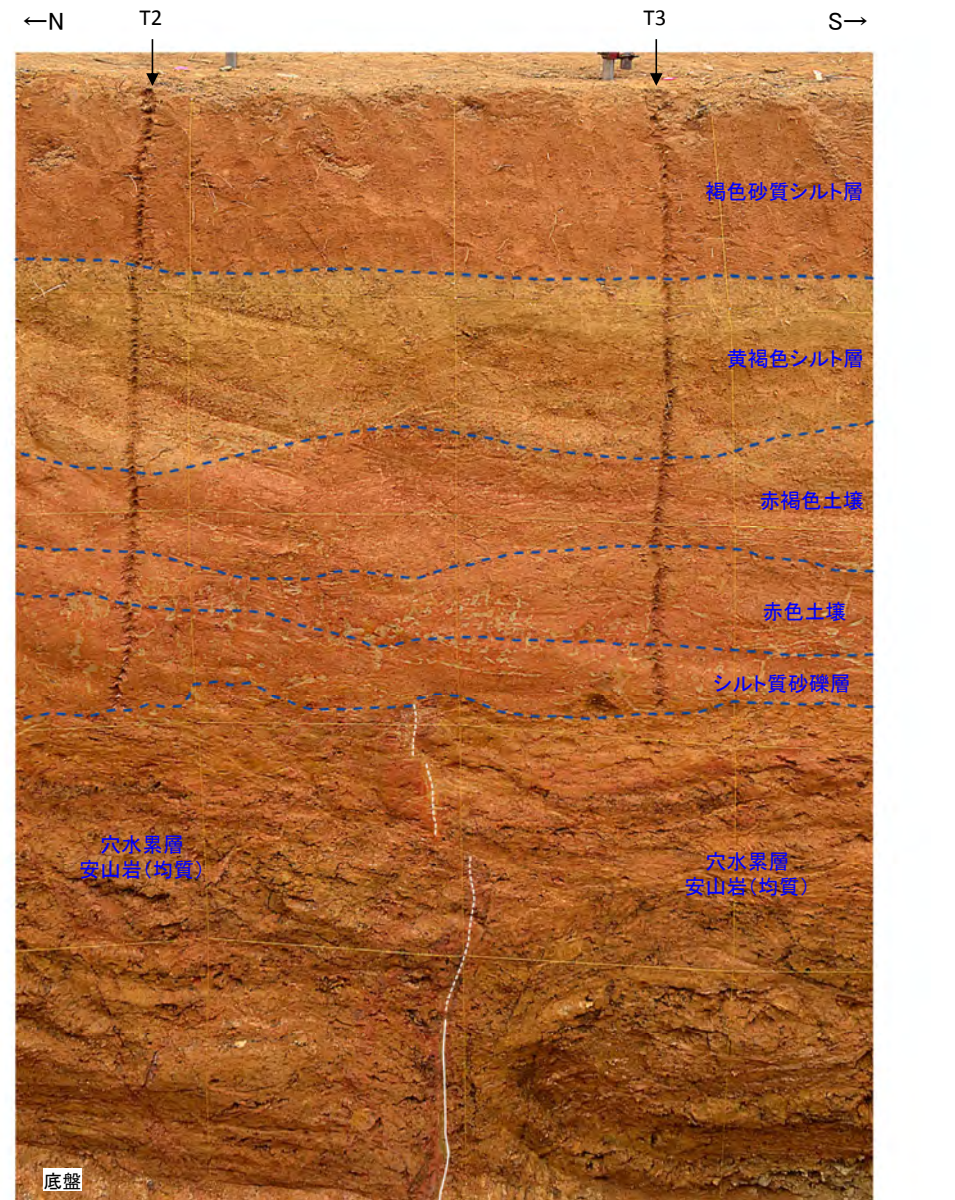 ←N
T2
T3
S→
褐色砂質シルト層
黄褐色シルト層
赤褐色土壌
赤色土壌
シルト質砂礫層
穴水累層
安山岩(均質)
穴水累層
安山岩(均質)
底盤